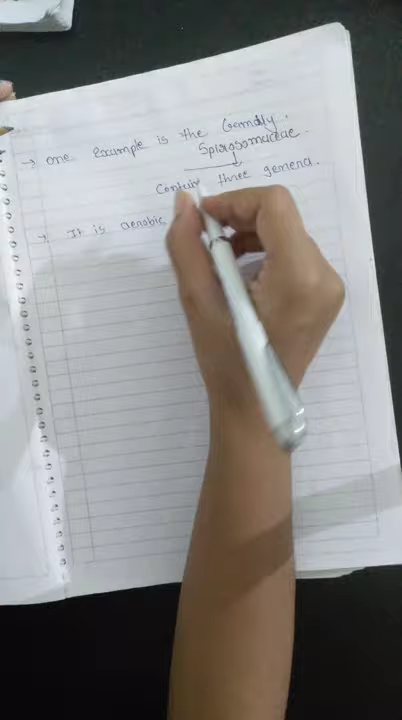 → One Example is the Family.
Spirosomaceae.
Contain three genera.
→ It is aerobic